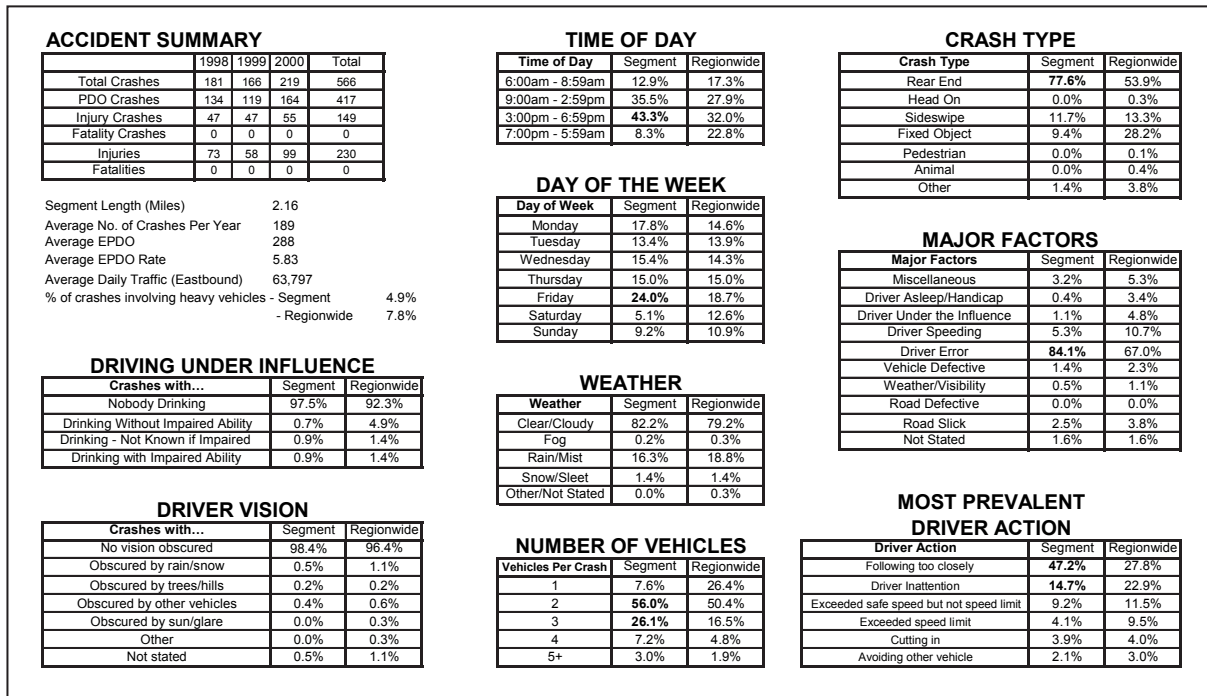 ACCIDENT SUMMARY
1998 1999 2000 Total
Total Crashes 181 166 219 566
PDO Crashes 134 119 164 417
Injury Crashes 47 47 55 149
Fatality Crashes 0 0 0 0
Injuries 73 58 99 230
Fatalities 0 0 0 0
Segment Length (Miles) 2.16
Average No. of Crashes Per Year 189
Average EPDO 288
Average EPDO Rate 5.83
Average Daily Traffic (Eastbound) 63,797
% of crashes involving heavy vehicles - Segment 4.9%
- Regionwide 7.8%
DRIVING UNDER INFLUENCE
Crashes with… Segment Regionwide
Nobody Drinking 97.5% 92.3%
Drinking Without Impaired Ability 0.7% 4.9%
Drinking - Not Known if Impaired 0.9% 1.4%
Drinking with Impaired Ability 0.9% 1.4%
DRIVER VISION
Crashes with… Segment Regionwide
No vision obscured 98.4% 96.4%
Obscured by rain/snow 0.5% 1.1%
Obscured by trees/hills 0.2% 0.2%
Obscured by other vehicles 0.4% 0.6%
Obscured by sun/glare 0.0% 0.3%
Other 0.0% 0.3%
Not stated 0.5% 1.1%
TIME OF DAY
Time of Day Segment Regionwide
6:00am - 8:59am 12.9% 17.3%
9:00am - 2:59pm 35.5% 27.9%
3:00pm - 6:59pm 43.3% 32.0%
7:00pm - 5:59am 8.3% 22.8%
DAY OF THE WEEK
Day of Week Segment Regionwide
Monday 17.8% 14.6%
Tuesday 13.4% 13.9%
Wednesday 15.4% 14.3%
Thursday 15.0% 15.0%
Friday 24.0% 18.7%
Saturday 5.1% 12.6%
Sunday 9.2% 10.9%
WEATHER
Weather Segment Regionwide
Clear/Cloudy 82.2% 79.2%
Fog 0.2% 0.3%
Rain/Mist 16.3% 18.8%
Snow/Sleet 1.4% 1.4%
Other/Not Stated 0.0% 0.3%
NUMBER OF VEHICLES
Vehicles Per Crash Segment Regionwide
1 7.6% 26.4%
2 56.0% 50.4%
3 26.1% 16.5%
4 7.2% 4.8%
5+ 3.0% 1.9%
CRASH TYPE
Crash Type Segment Regionwide
Rear End 77.6% 53.9%
Head On 0.0% 0.3%
Sideswipe 11.7% 13.3%
Fixed Object 9.4% 28.2%
Pedestrian 0.0% 0.1%
Animal 0.0% 0.4%
Other 1.4% 3.8%
MAJOR FACTORS
Major Factors Segment Regionwide
Miscellaneous 3.2% 5.3%
Driver Asleep/Handicap 0.4% 3.4%
Driver Under the Influence 1.1% 4.8%
Driver Speeding 5.3% 10.7%
Driver Error 84.1% 67.0%
Vehicle Defective 1.4% 2.3%
Weather/Visibility 0.5% 1.1%
Road Defective 0.0% 0.0%
Road Slick 2.5% 3.8%
Not Stated 1.6% 1.6%
MOST PREVALENT
DRIVER ACTION
Driver Action Segment Regionwide
Following too closely 47.2% 27.8%
Driver Inattention 14.7% 22.9%
Exceeded safe speed but not speed limit 9.2% 11.5%
Exceeded speed limit 4.1% 9.5%
Cutting in 3.9% 4.0%
Avoiding other vehicle 2.1% 3.0%